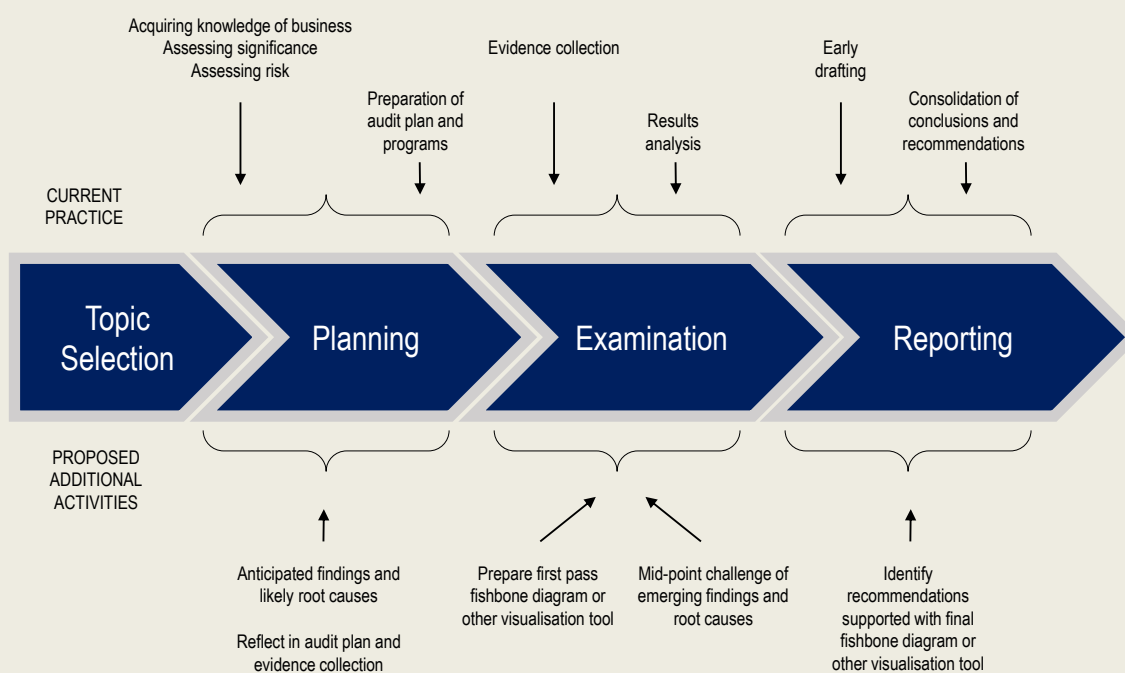 Acquiring knowledge of business
Assessing significance
Assessing risk
Preparation of
audit plan and
programs
Evidence collection
Results
analysis
Early
drafting
Consolidation of
conclusions and
recommendations
CURRENT
PRACTICE
Topic
Selection
Planning
Examination
Reporting
PROPOSED
ADDITIONAL
ACTIVITIES
Anticipated findings and
likely root causes
Reflect in audit plan and
evidence collection
Prepare first pass
fishbone diagram or
other visualisation tool
Mid-point challenge of
emerging findings and
root causes
Identify
recommendations
supported with final
fishbone diagram or
other visualisation tool